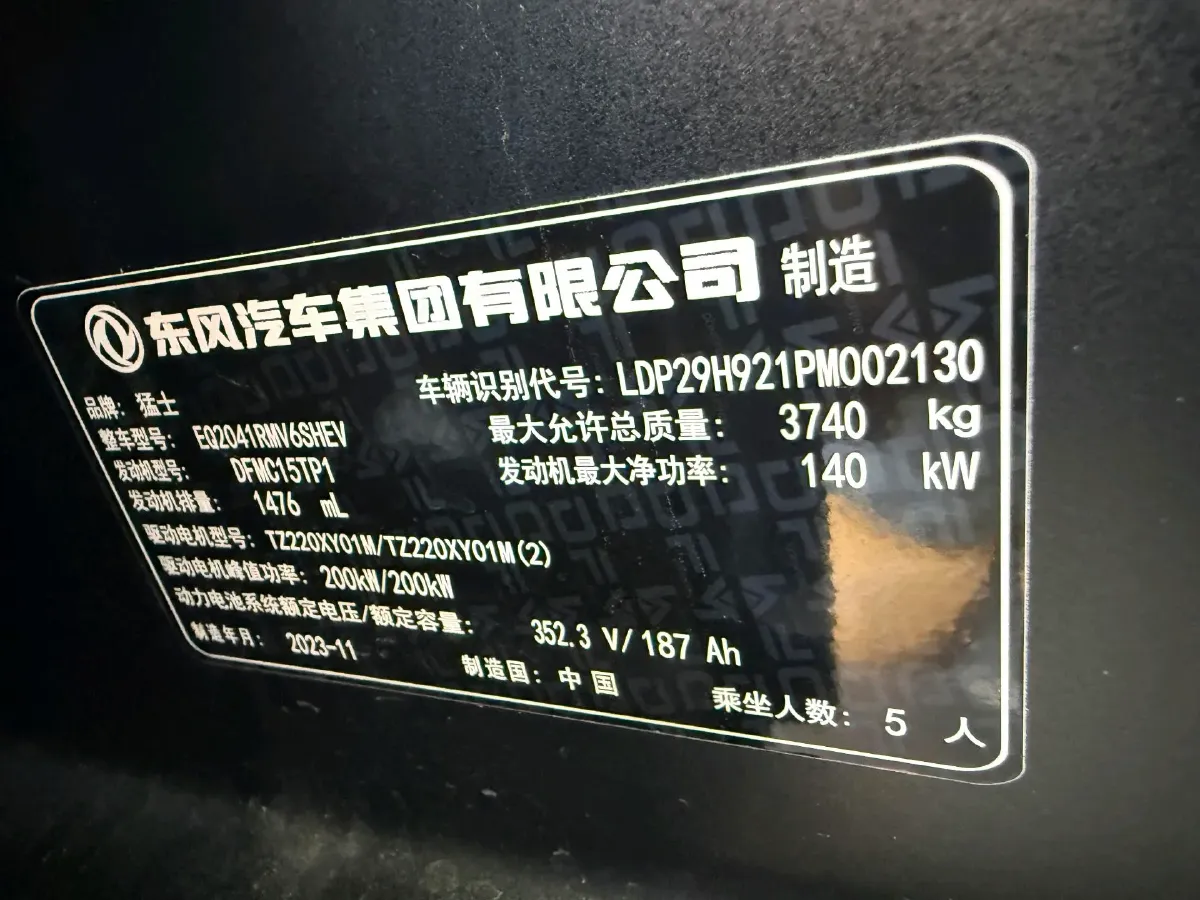 东风汽车集团有限公司 制造
品牌: 猛士 车辆识别代号: LDP29H921PM002130
整车型号: EQ2041RMV6SHEV 最大允许总质量: 3740 kg
发动机型号: DFMC15TP1 发动机最大净功率: 140 kW
发动机排量: 1476 mL
驱动电机型号: TZ220XY01M/TZ220XY01M(2)
驱动电机峰值功率: 200kW/200kW
动力电池系统额定电压/额定容量: 352.3 V/187 Ah
制造年月: 2023-11 制造国: 中国 乘坐人数: 5 人